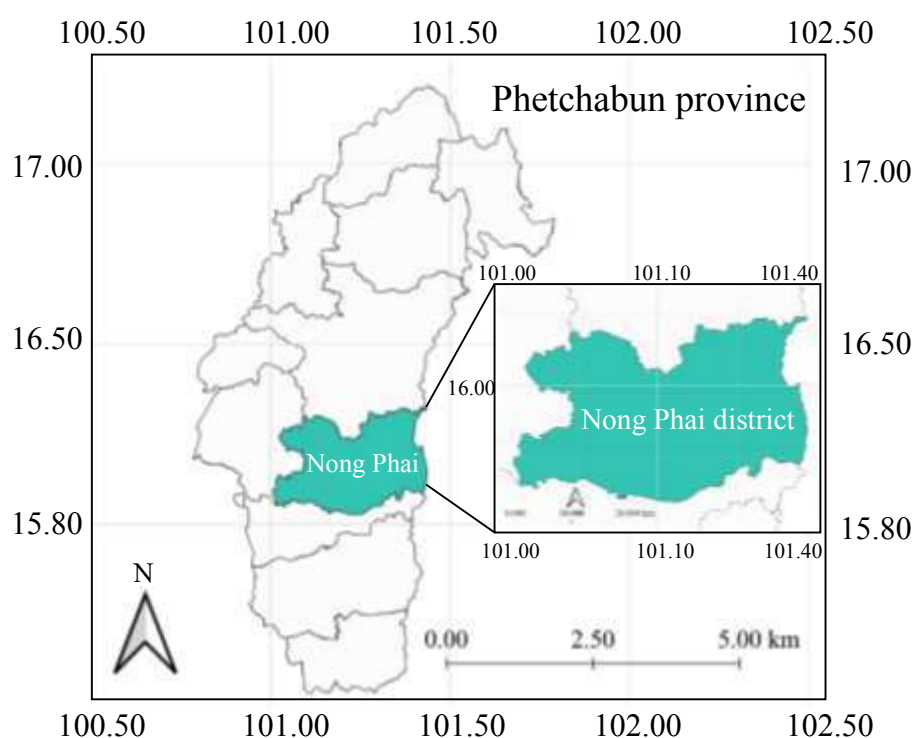 100.50 101.00 101.50 102.00 102.50
Phetchabun province
17.00 17.00
101.00 101.10 101.40
16.50 16.50
16.00
Nong Phai district
Nong Phai
15.80 15.80
101.00 101.10 101.40
N
0.00 2.50 5.00 km
100.50 101.00 101.50 102.00 102.50